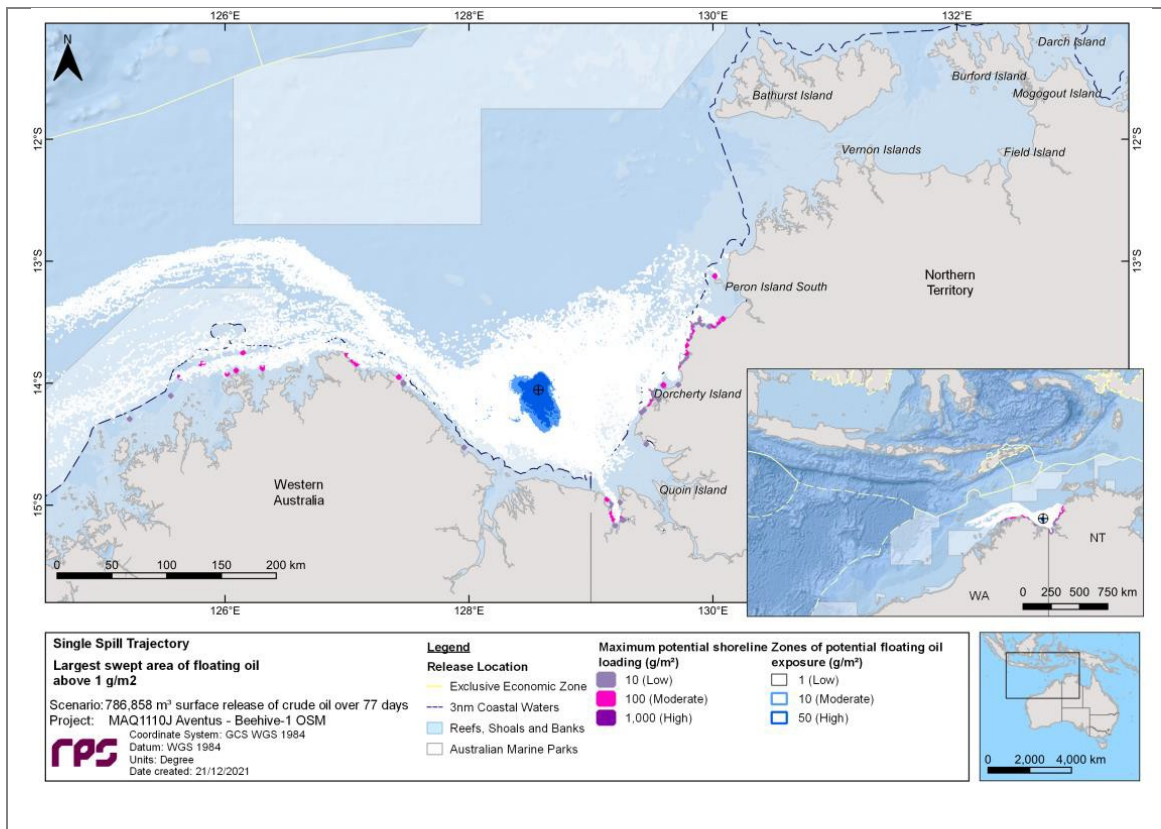 126°E
128°E
130°E
132°E
N
Darch Island
Burford Island
Bathurst Island
Mogogout Island
12°S
12°S
Vernon Islands
Field Island
13°S
13°S
Northern
Territory
Peron Island South
14°S
14°S
Dorcherty Island
Western
Australia
Quoin Island
15°S
NT
WA
0 50 100 150 200 km
0 250 500 750 km
126°E
128°E
130°E
Single Spill Trajectory
Largest swept area of floating oil
above 1 g/m2
Scenario: 786,858 m³ surface release of crude oil over 77 days
Project: MAQ1110J Aventus - Beehive-1 OSM
rps
Coordinate System: GCS WGS 1984
Datum: WGS 1984
Units: Degree
Date created: 21/12/2021
Legend
Release Location
Exclusive Economic Zone
3nm Coastal Waters
Reefs, Shoals and Banks
Australian Marine Parks
Maximum potential shoreline
loading (g/m²)
10 (Low)
100 (Moderate)
1,000 (High)
Zones of potential floating oil
exposure (g/m²)
1 (Low)
10 (Moderate)
50 (High)
0 2,000 4,000 km